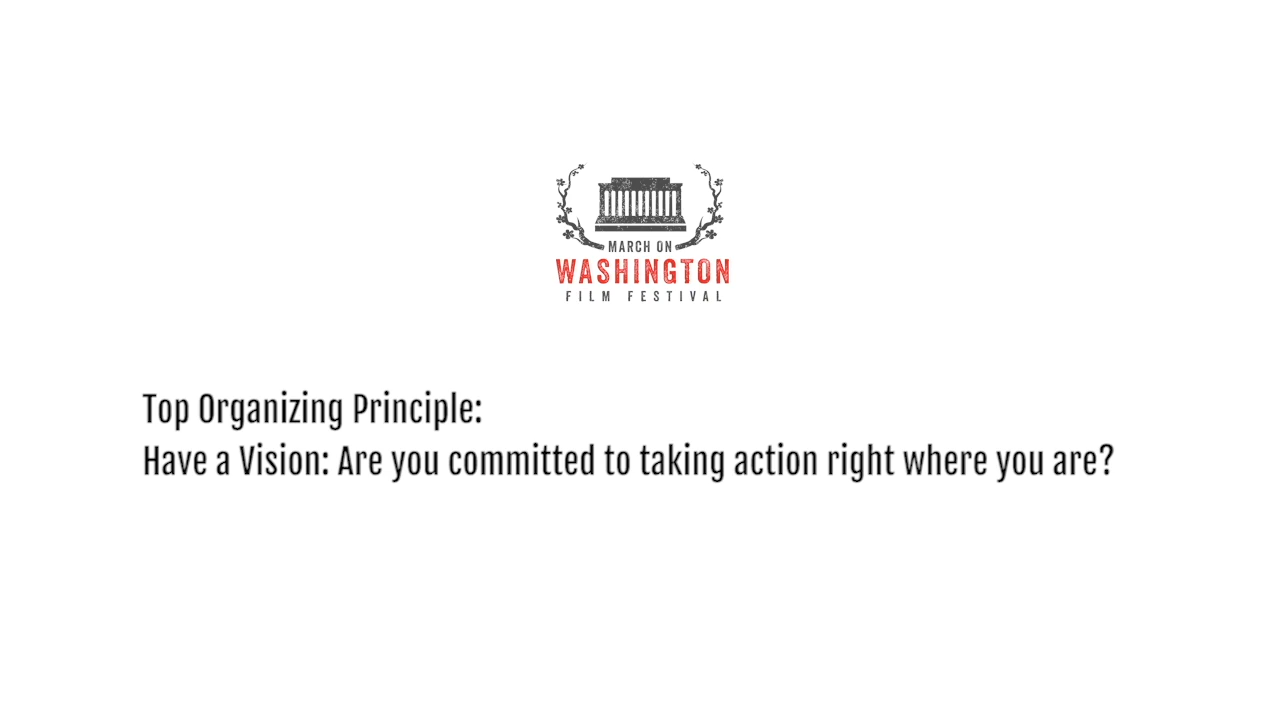 MARCH ON
WASHINGTON
FILM FESTIVAL
Top Organizing Principle:
Have a Vision: Are you committed to taking action right where you are?